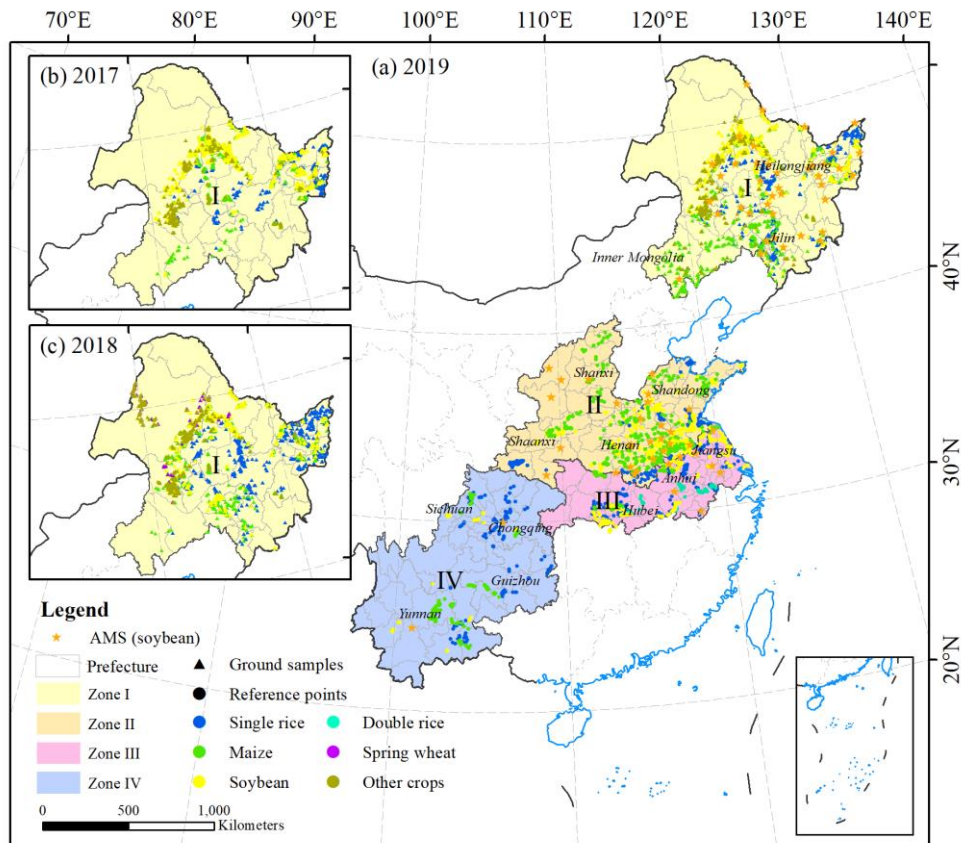 70°E 80°E 90°E 100°E 110°E 120°E 130°E 140°E
(b) 2017
(a) 2019
I
Heilongjiang
I
Jilin
Inner Mongolia
40°N
(c) 2018
I
Shanxi
Shandong
II
Shaanxi
Henan
Jiangsu
30°N
Anhui
III
Hubei
Sichuan
Chongqing
IV
Guizhou
Yunnan
20°N
Legend
AMS (soybean)
Prefecture
Ground samples
Zone I
Reference points
Zone II
Single rice
Double rice
Zone III
Maize
Spring wheat
Zone IV
Soybean
Other crops
0 500 1,000
Kilometers